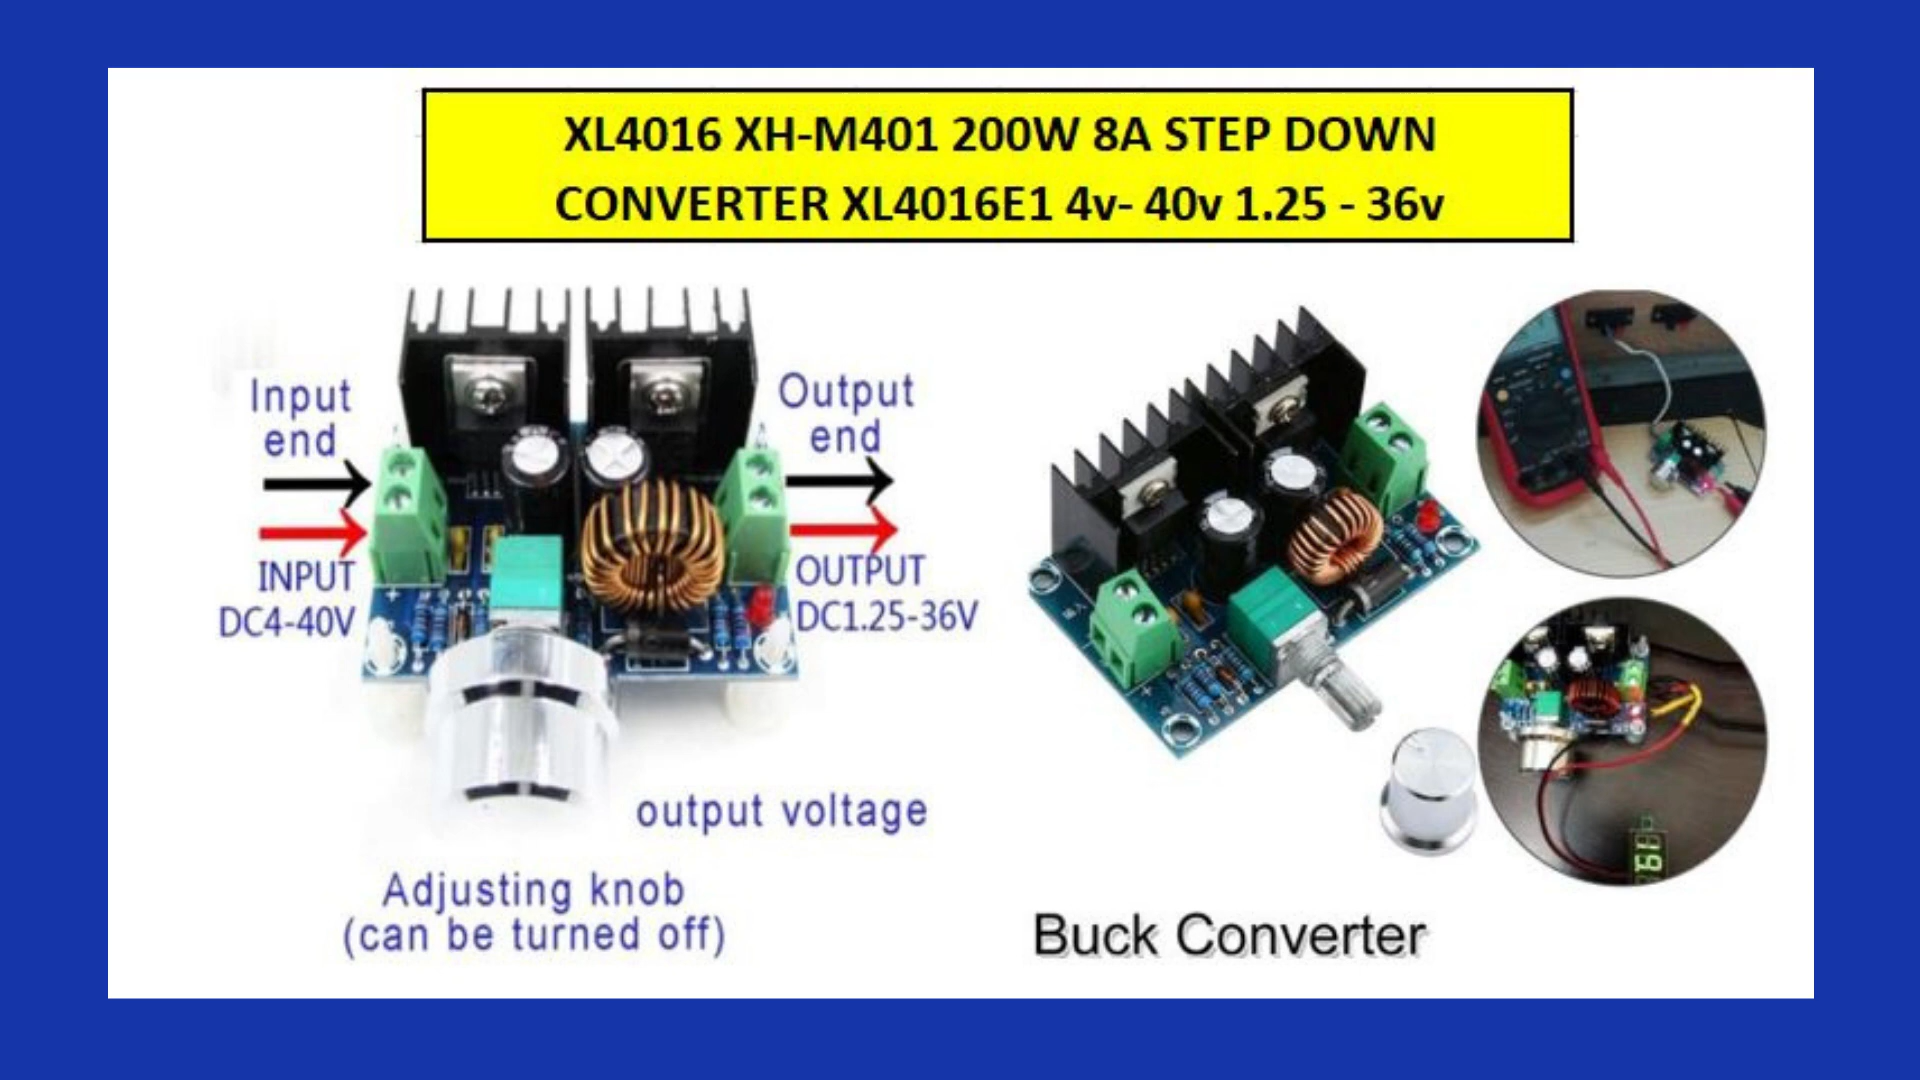 XL4016 XH-M401 200W 8A STEP DOWN
CONVERTER XL4016E1 4v- 40v 1.25 - 36v
Input
end
Output
end
INPUT
DC4-40V
OUTPUT
DC1.25-36V
output voltage
Adjusting knob
(can be turned off)
Buck Converter